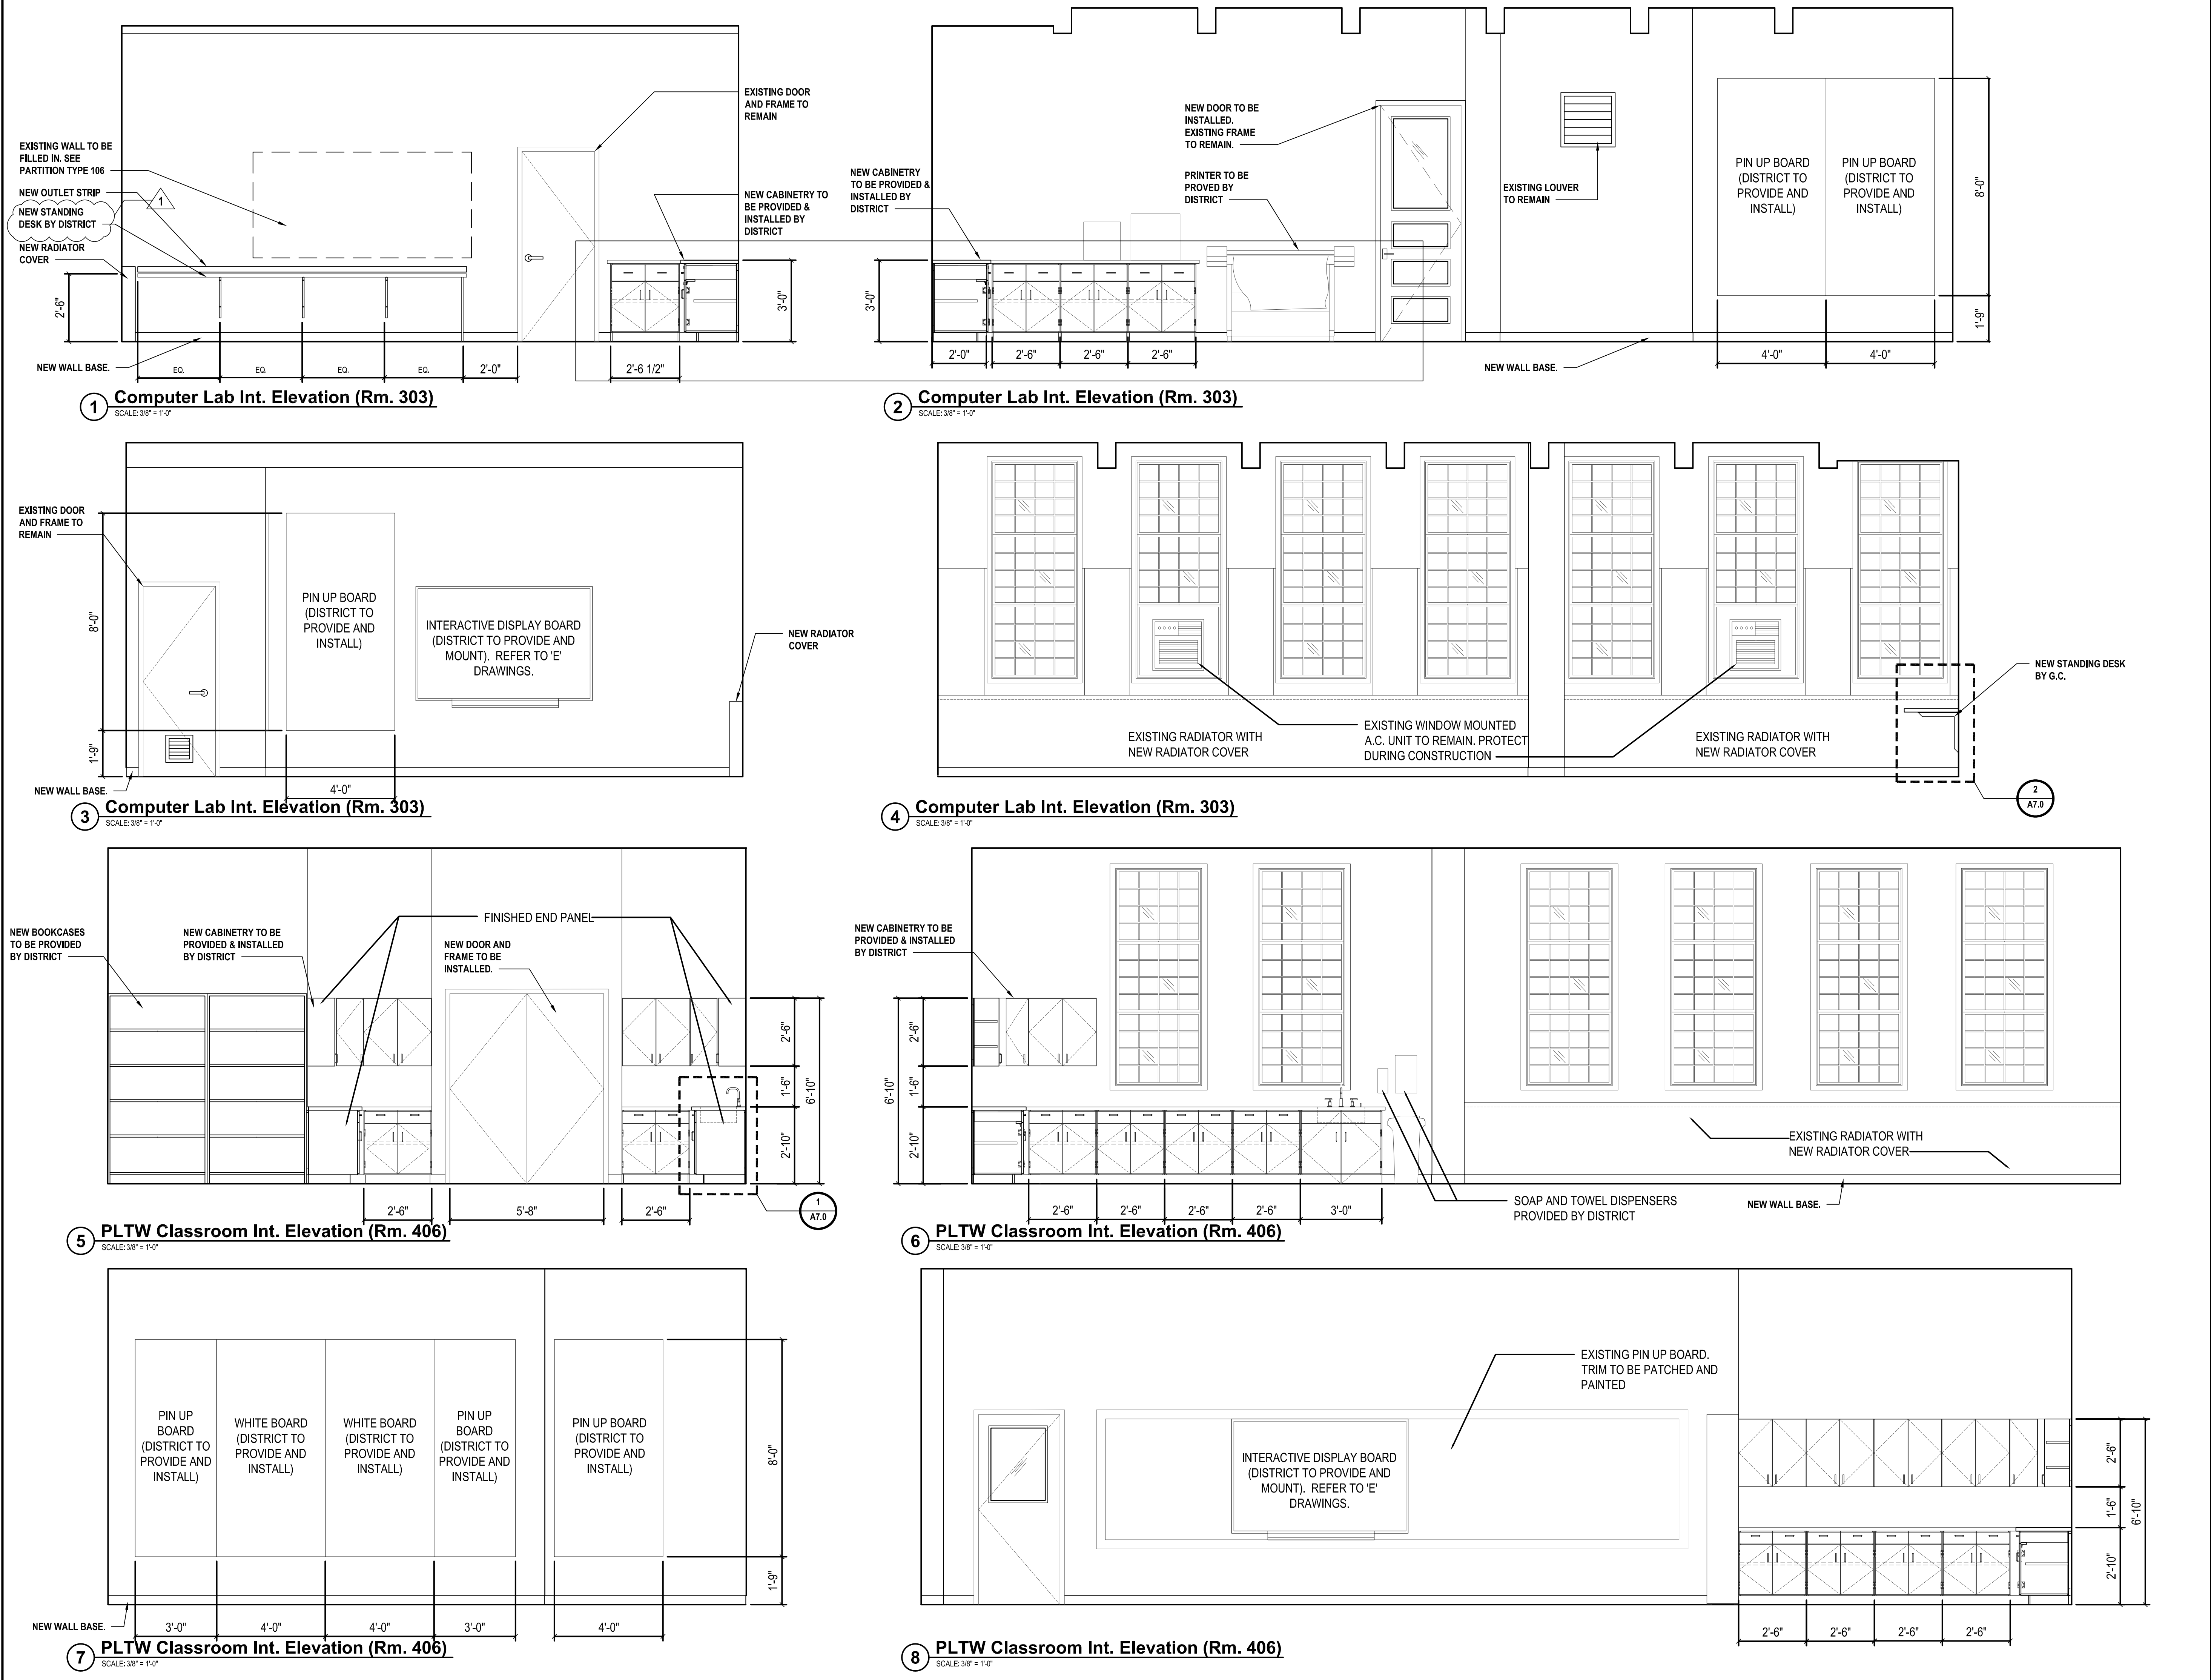 EXISTING DOOR
AND FRAME TO
REMAIN
EXISTING WALL TO BE
FILLED IN. SEE
PARTITION TYPE 106
NEW OUTLET STRIP
1
NEW STANDING
DESK BY DISTRICT
NEW RADIATOR
COVER
NEW CABINETRY TO
BE PROVIDED &
INSTALLED BY
DISTRICT
2'-6"
3'-0"
NEW WALL BASE.
EQ.
EQ.
EQ.
EQ.
2'-0"
2'-6 1/2"
1
Computer Lab Int. Elevation (Rm. 303)
SCALE: 3/8" = 1'-0"
NEW DOOR TO BE
INSTALLED.
EXISTING FRAME
TO REMAIN.
NEW CABINETRY
TO BE PROVIDED &
INSTALLED BY
DISTRICT
PRINTER TO BE
PROVED BY
DISTRICT
EXISTING LOUVER
TO REMAIN
PIN UP BOARD
(DISTRICT TO
PROVIDE AND
INSTALL)
PIN UP BOARD
(DISTRICT TO
PROVIDE AND
INSTALL)
8'-0"
1'-9"
3'-0"
2'-0"
2'-6"
2'-6"
2'-6"
NEW WALL BASE.
4'-0"
4'-0"
2
Computer Lab Int. Elevation (Rm. 303)
SCALE: 3/8" = 1'-0"
EXISTING DOOR
AND FRAME TO
REMAIN
8'-0"
1'-9"
PIN UP BOARD
(DISTRICT TO
PROVIDE AND
INSTALL)
INTERACTIVE DISPLAY BOARD
(DISTRICT TO PROVIDE AND
MOUNT). REFER TO 'E'
DRAWINGS.
NEW RADIATOR
COVER
NEW WALL BASE.
4'-0"
3
Computer Lab Int. Elevation (Rm. 303)
SCALE: 3/8" = 1'-0"
NEW STANDING DESK
BY G.C.
EXISTING RADIATOR WITH
NEW RADIATOR COVER
EXISTING WINDOW MOUNTED
A.C. UNIT TO REMAIN. PROTECT
DURING CONSTRUCTION
EXISTING RADIATOR WITH
NEW RADIATOR COVER
2
A7.0
4
Computer Lab Int. Elevation (Rm. 303)
SCALE: 3/8" = 1'-0"
NEW BOOKCASES
TO BE PROVIDED
BY DISTRICT
NEW CABINETRY TO BE
PROVIDED & INSTALLED
BY DISTRICT
FINISHED END PANEL
NEW DOOR AND
FRAME TO BE
INSTALLED.
2'-6"
1'-6"
2'-10"
6'-10"
2'-6"
5'-8"
2'-6"
1
A7.0
5
PLTW Classroom Int. Elevation (Rm. 406)
SCALE: 3/8" = 1'-0"
NEW CABINETRY TO BE
PROVIDED & INSTALLED
BY DISTRICT
6'-10"
2'-6"
1'-6"
2'-10"
EXISTING RADIATOR WITH
NEW RADIATOR COVER
SOAP AND TOWEL DISPENSERS
PROVIDED BY DISTRICT
NEW WALL BASE.
2'-6"
2'-6"
2'-6"
2'-6"
3'-0"
6
PLTW Classroom Int. Elevation (Rm. 406)
SCALE: 3/8" = 1'-0"
PIN UP
BOARD
(DISTRICT TO
PROVIDE AND
INSTALL)
WHITE BOARD
(DISTRICT TO
PROVIDE AND
INSTALL)
WHITE BOARD
(DISTRICT TO
PROVIDE AND
INSTALL)
PIN UP
BOARD
(DISTRICT TO
PROVIDE AND
INSTALL)
PIN UP BOARD
(DISTRICT TO
PROVIDE AND
INSTALL)
8'-0"
1'-9"
NEW WALL BASE.
3'-0"
4'-0"
4'-0"
3'-0"
4'-0"
7
PLTW Classroom Int. Elevation (Rm. 406)
SCALE: 3/8" = 1'-0"
EXISTING PIN UP BOARD.
TRIM TO BE PATCHED AND
PAINTED
INTERACTIVE DISPLAY BOARD
(DISTRICT TO PROVIDE AND
MOUNT). REFER TO 'E'
DRAWINGS.
2'-6"
1'-6"
2'-10"
6'-10"
2'-6"
2'-6"
2'-6"
2'-6"
8
PLTW Classroom Int. Elevation (Rm. 406)
SCALE: 3/8" = 1'-0"